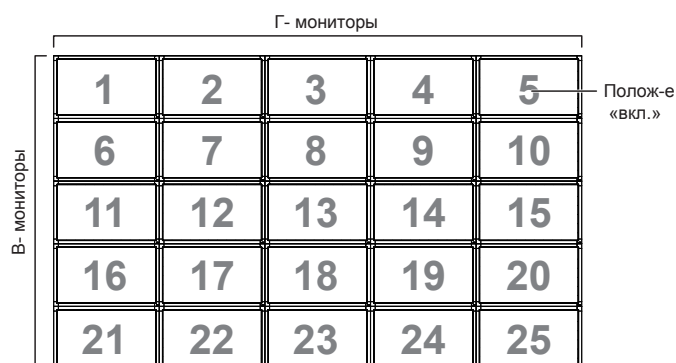 Г- мониторы
В- мониторы
1 2 3 4 5
Полож-е
«вкл.»
6 7 8 9 10
11 12 13 14 15
16 17 18 19 20
21 22 23 24 25